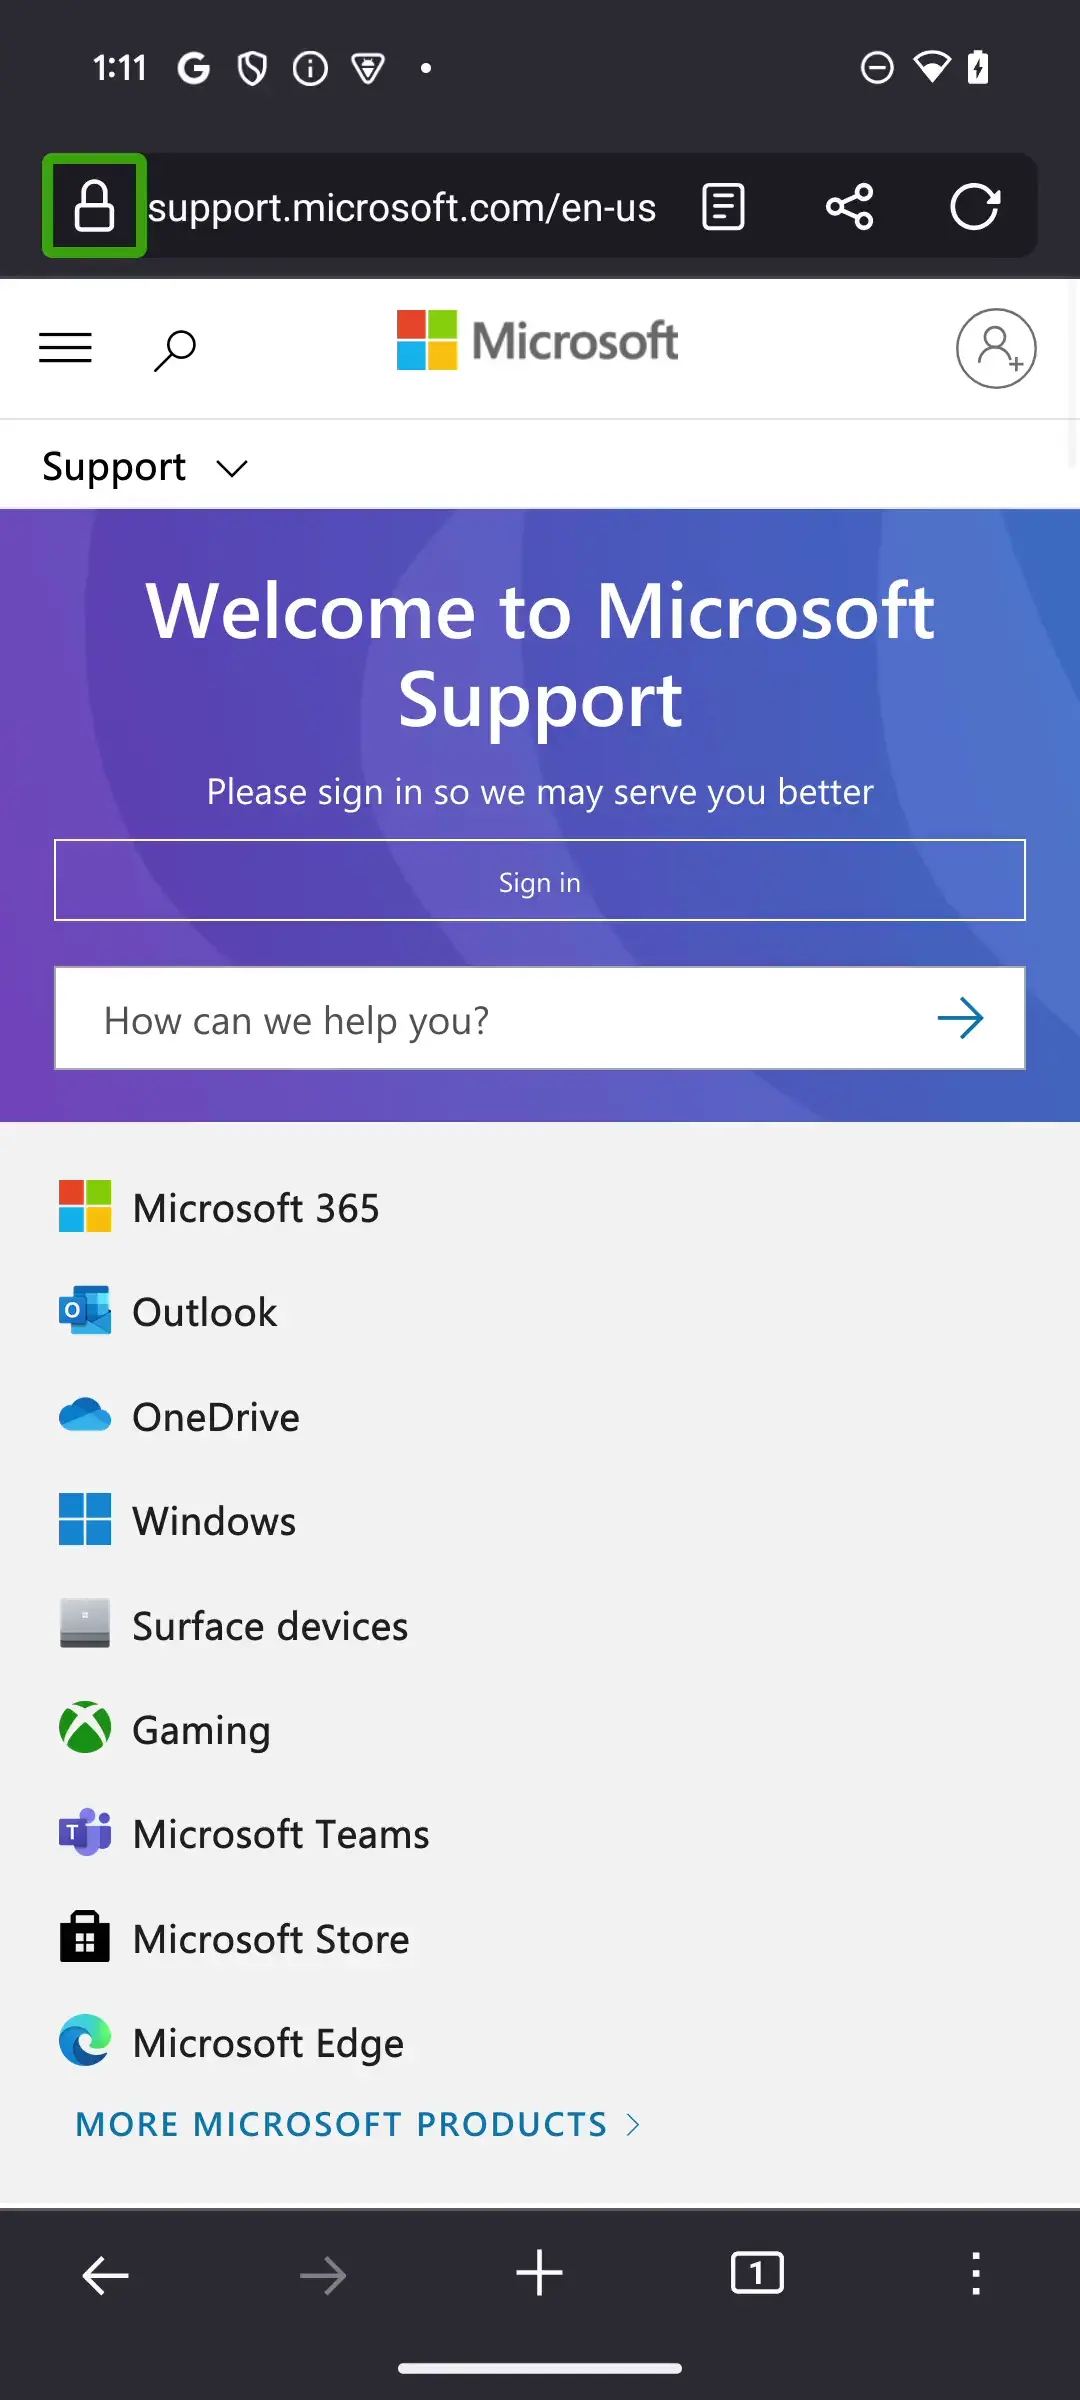 1:11
support.microsoft.com/en-us
Microsoft
Support
Welcome to Microsoft
Support
Please sign in so we may serve you better
Sign in
How can we help you?
Microsoft 365
Outlook
OneDrive
Windows
Surface devices
Gaming
Microsoft Teams
Microsoft Store
Microsoft Edge
MORE MICROSOFT PRODUCTS
1